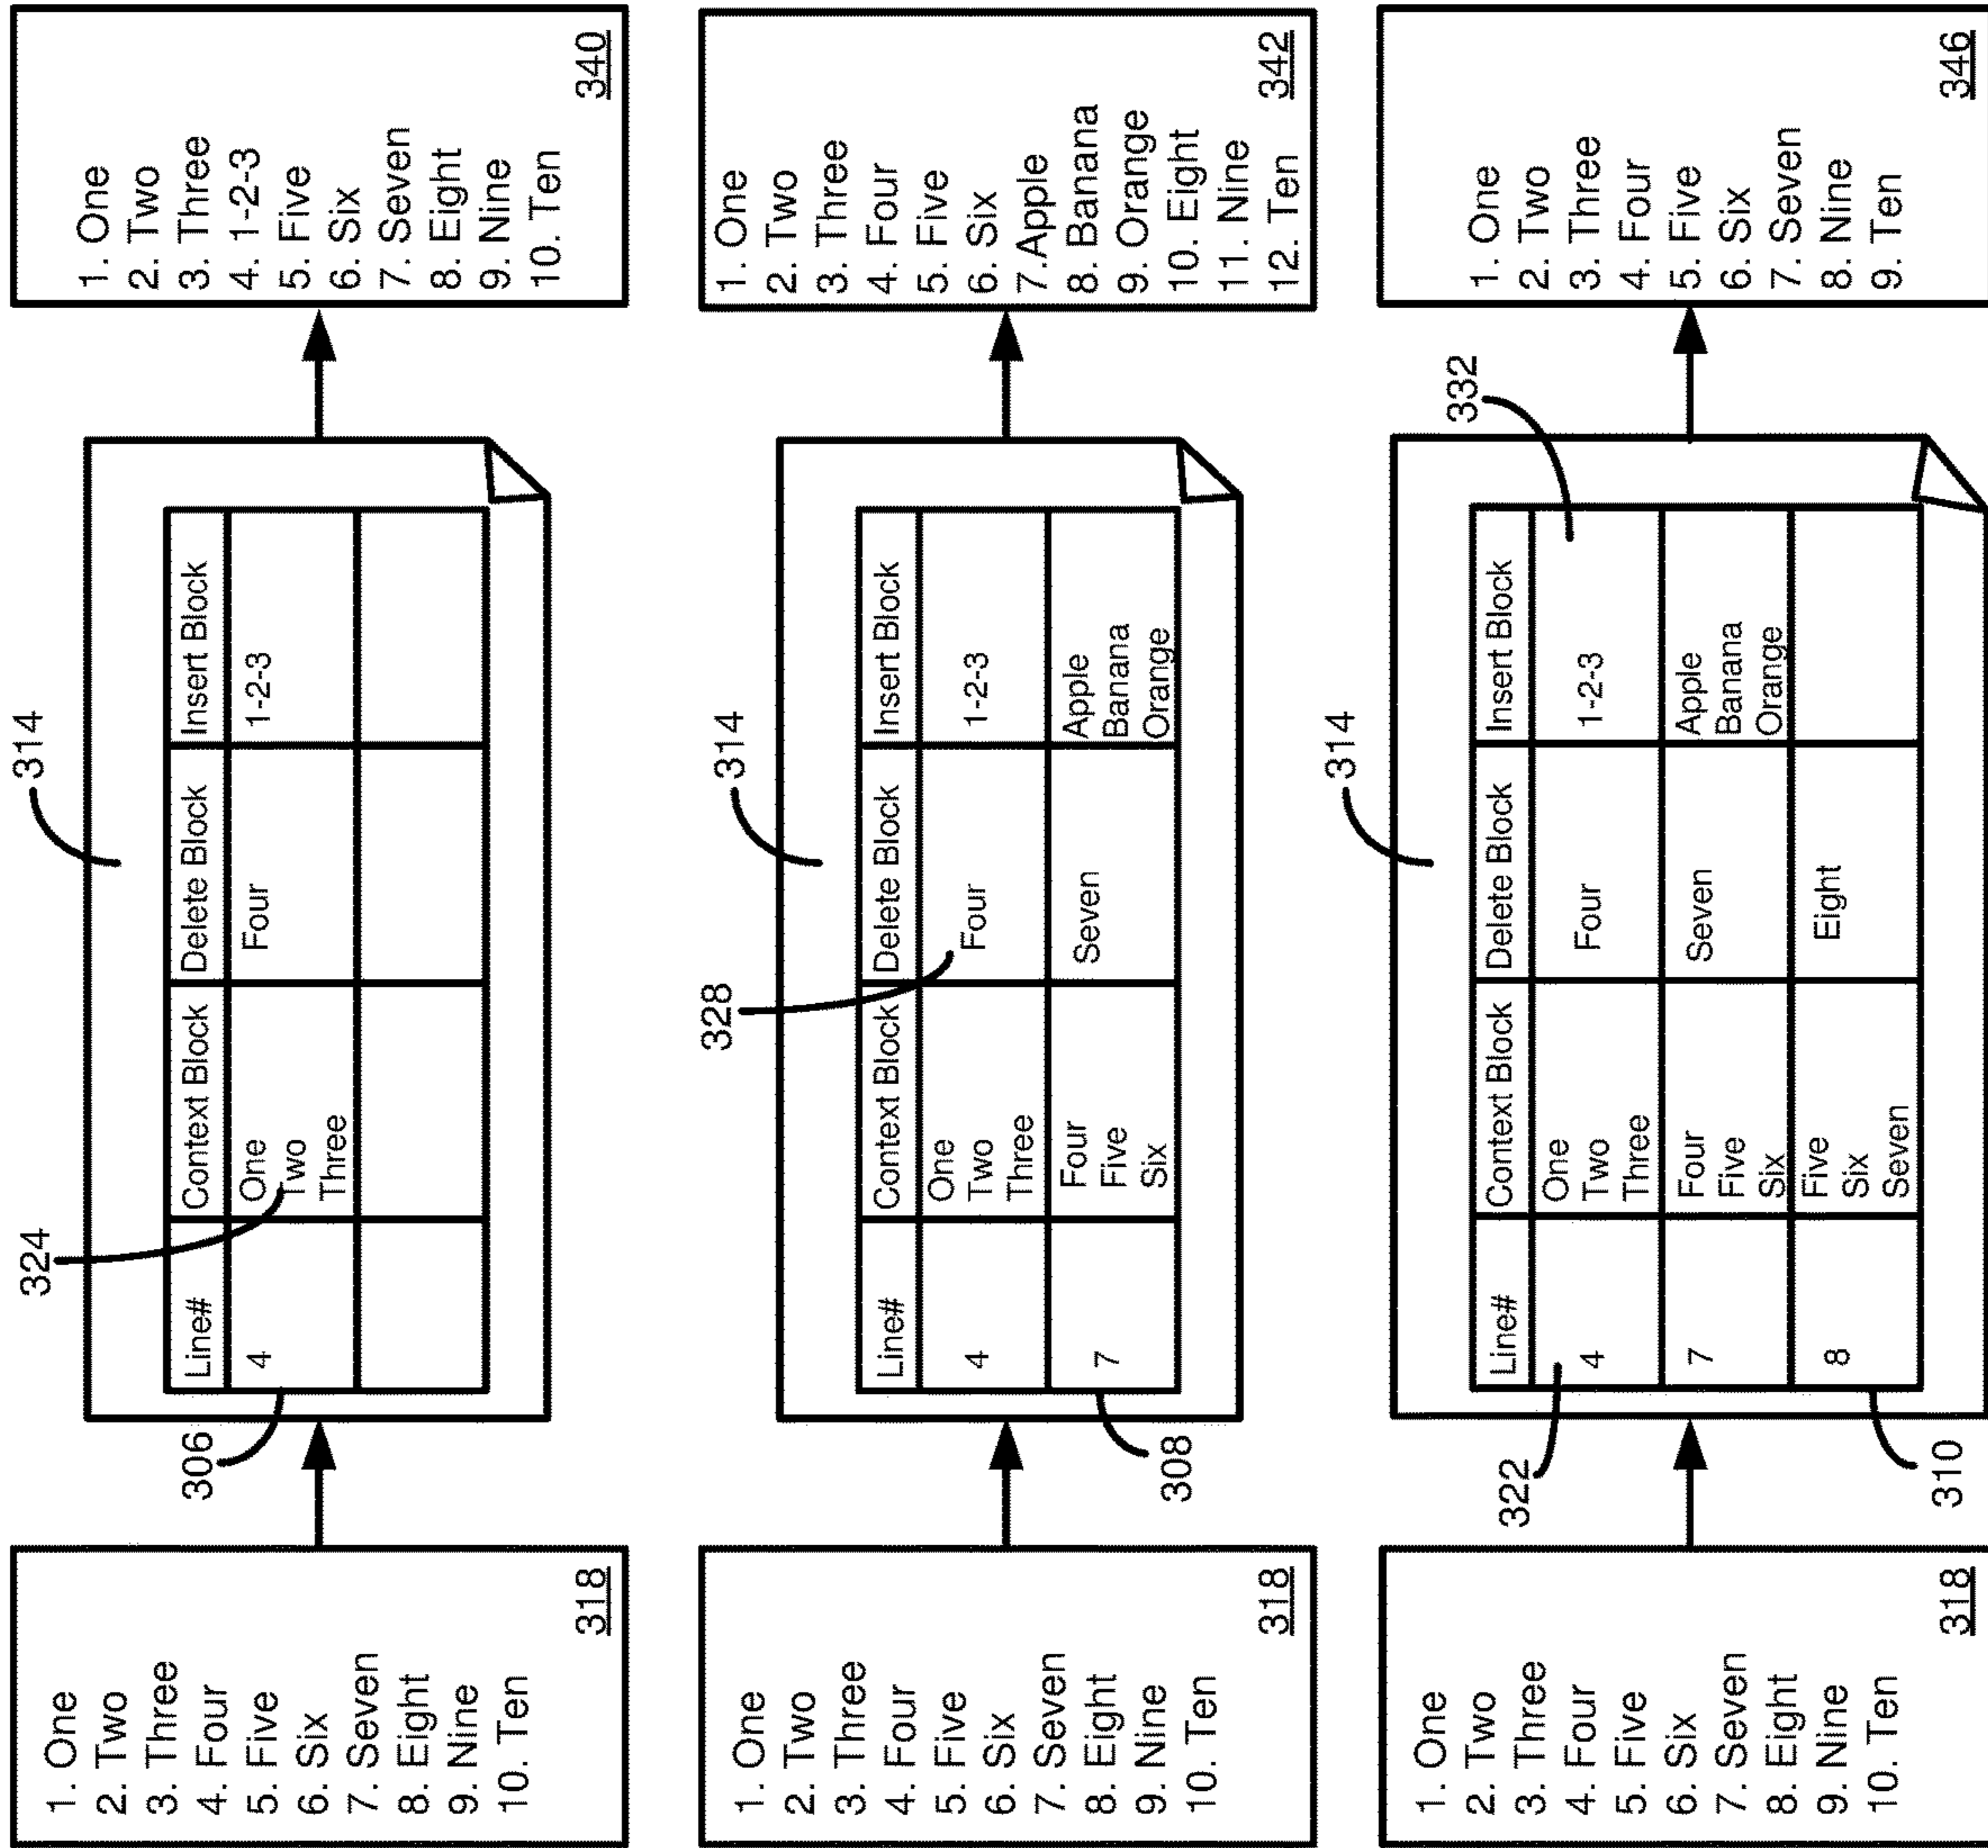 1. One
2. Two
3. Three
4. Four
5. Five
6. Six
7. Seven
8. Eight
9. Nine
10. Ten
318
314
324
306
Line# Context Block Delete Block Insert Block
4 One Two Three Four 1-2-3
1. One
2. Two
3. Three
4. 1-2-3
5. Five
6. Six
7. Seven
8. Eight
9. Nine
10. Ten
340
1. One
2. Two
3. Three
4. Four
5. Five
6. Six
7. Seven
8. Eight
9. Nine
10. Ten
318
314
328
308
Line# Context Block Delete Block Insert Block
4 One Two Three Four 1-2-3
7 Four Five Six Seven Apple Banana Orange
1. One
2. Two
3. Three
4. Four
5. Five
6. Six
7.Apple
8. Banana
9. Orange
10. Eight
11. Nine
12. Ten
342
1. One
2. Two
3. Three
4. Four
5. Five
6. Six
7. Seven
8. Eight
9. Nine
10. Ten
318
314
332
322
310
Line# Context Block Delete Block Insert Block
4 One Two Three Four 1-2-3
7 Four Five Six Seven Apple Banana Orange
8 Five Six Seven Eight
1. One
2. Two
3. Three
4. Four
5. Five
6. Six
7. Seven
8. Nine
9. Ten
346